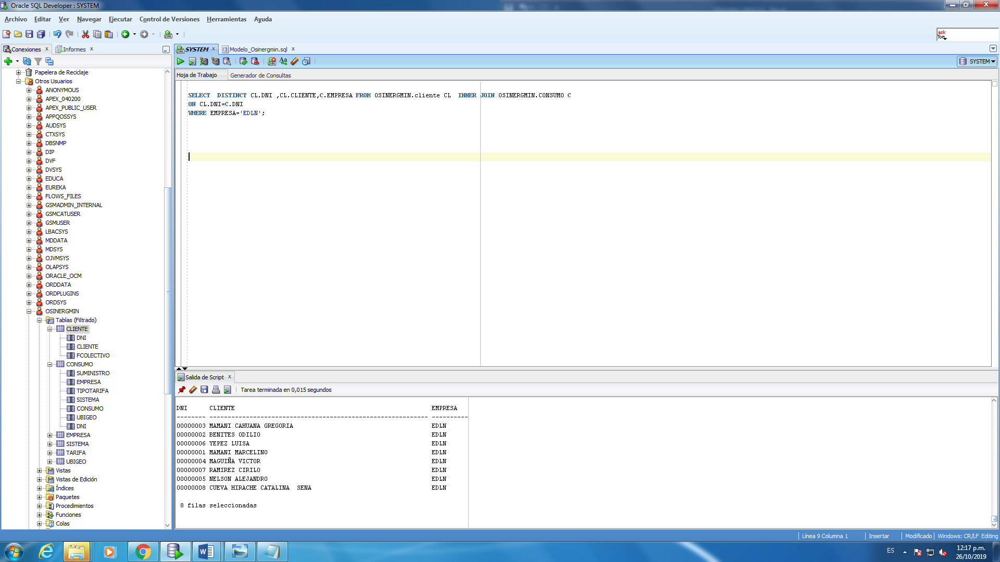 Oracle SQL Developer : SYSTEM
Archivo Editar Ver Navegar Ejecutar Control de Versiones Herramientas Ayuda
ask
Tom
Conexiones Informes
SYSTEM Modelo_Osinergmin.sql
SYSTEM
Hoja de Trabajo Generador de Consultas
Papelera de Reciclaje
Otros Usuarios
ANONYMOUS
APEX_040200
APEX_PUBLIC_USER
APPQOSSYS
AUDSYS
CTXSYS
DBSNMP
DIP
DVF
DVSYS
EDUCA
EUREKA
FLOWS_FILES
GSMADMIN_INTERNAL
GSMCATUSER
GSMUSER
LBACSYS
MDDATA
MDSYS
OJVMSYS
OLAPSYS
ORACLE_OCM
ORDDATA
ORDPLUGINS
ORDSYS
OSINERGMIN
Tablas (Filtrado)
CLIENTE
DNI
CLIENTE
FCOLECTIVO
CONSUMO
SUMINISTRO
EMPRESA
TIPOTARIFA
SISTEMA
CONSUMO
UBIGEO
DNI
EMPRESA
SISTEMA
TARIFA
UBIGEO
Vistas
Vistas de Edición
Índices
Paquetes
Procedimientos
Funciones
Colas
SELECT  DISTINCT CL.DNI ,CL.CLIENTE,C.EMPRESA FROM OSINERGMIN.cliente CL  INNER JOIN OSINERGMIN.CONSUMO C
ON CL.DNI=C.DNI
WHERE EMPRESA='EDLN';
Salida de Script
Tarea terminada en 0,015 segundos
DNI CLIENTE EMPRESA
-------- ------------------------------------------------------------ ----------
00000003 MAMANI CAHUANA GREGORIA EDLN
00000002 BENITES ODILIO EDLN
00000006 YEPEZ LUISA EDLN
00000001 MAMANI MARCELINO EDLN
00000004 MAGUIÑA VICTOR EDLN
00000007 RAMIREZ CIRILO EDLN
00000005 NELSON ALEJANDRO EDLN
00000008 CUEVA HIRACHE CATALINA  SENA EDLN
8 filas seleccionadas
Línea 9 Columna 1 Insertar Modificado Windows: CR/LF Editing
ES
12:17 p.m.
26/10/2019